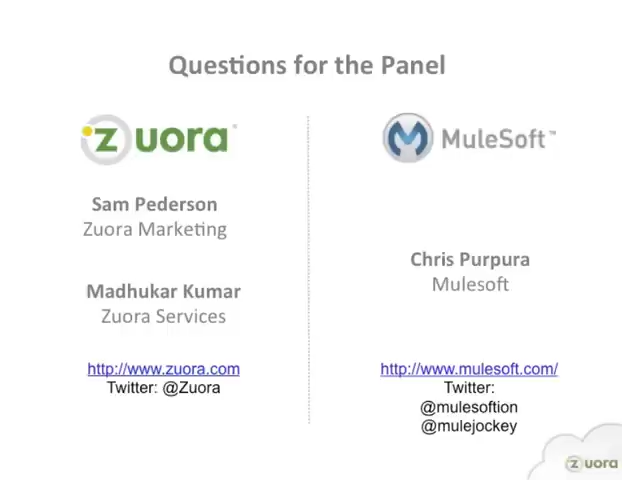 Questions for the Panel
zuora
Sam Pederson
Zuora Marketing
Madhukar Kumar
Zuora Services
http://www.zuora.com
Twitter: @Zuora
MuleSoft™
Chris Purpura
Mulesoft
http://www.mulesoft.com/
Twitter:
@mulesoftion
@mulejockey
zuora